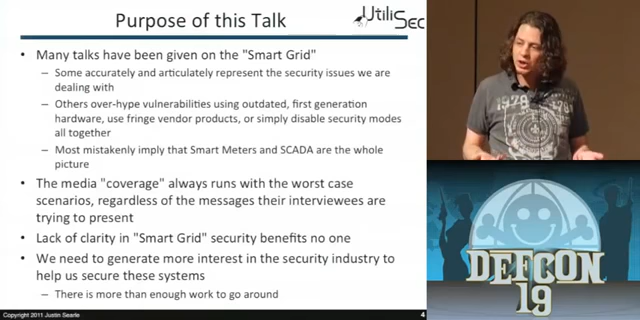 Purpose of this Talk
UtiliSec
• Many talks have been given on the "Smart Grid"
– Some accurately and articulately represent the security issues we are
dealing with
– Others over-hype vulnerabilities using outdated, first generation
hardware, use fringe vendor products, or simply disable security modes
all together
– Most mistakenly imply that Smart Meters and SCADA are the whole
picture
• The media "coverage" always runs with the worst case
scenarios, regardless of the messages their interviewees are
trying to present
• Lack of clarity in "Smart Grid" security benefits no one
• We need to generate more interest in the security industry to
help us secure these systems
– There is more than enough work to go around
Copyright 2011 Justin Searle
4
DEFCON
19